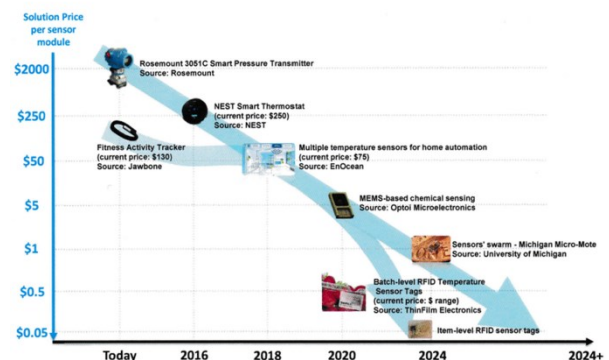 Solution Price
per sensor
module
$2000
$250
$50
$5
$1
$0.5
$0.05
Rosemount 3051C Smart Pressure Transmitter
Source: Rosemount
NEST Smart Thermostat
(current price: $250)
Source: NEST
Fitness Activity Tracker
(current price: $130)
Source: Jawbone
Multiple temperature sensors for home automation
(current price: $75)
Source: EnOcean
MEMS-based chemical sensing
Source: Optoi Microelectronics
Sensors' swarm - Michigan Micro-Mote
Source: University of Michigan
Batch-level RFID Temperature
Sensor Tags
(current price: $ range)
Source: ThinFilm Electronics
Item-level RFID sensor tags
Today 2016 2018 2020 2024 2024+